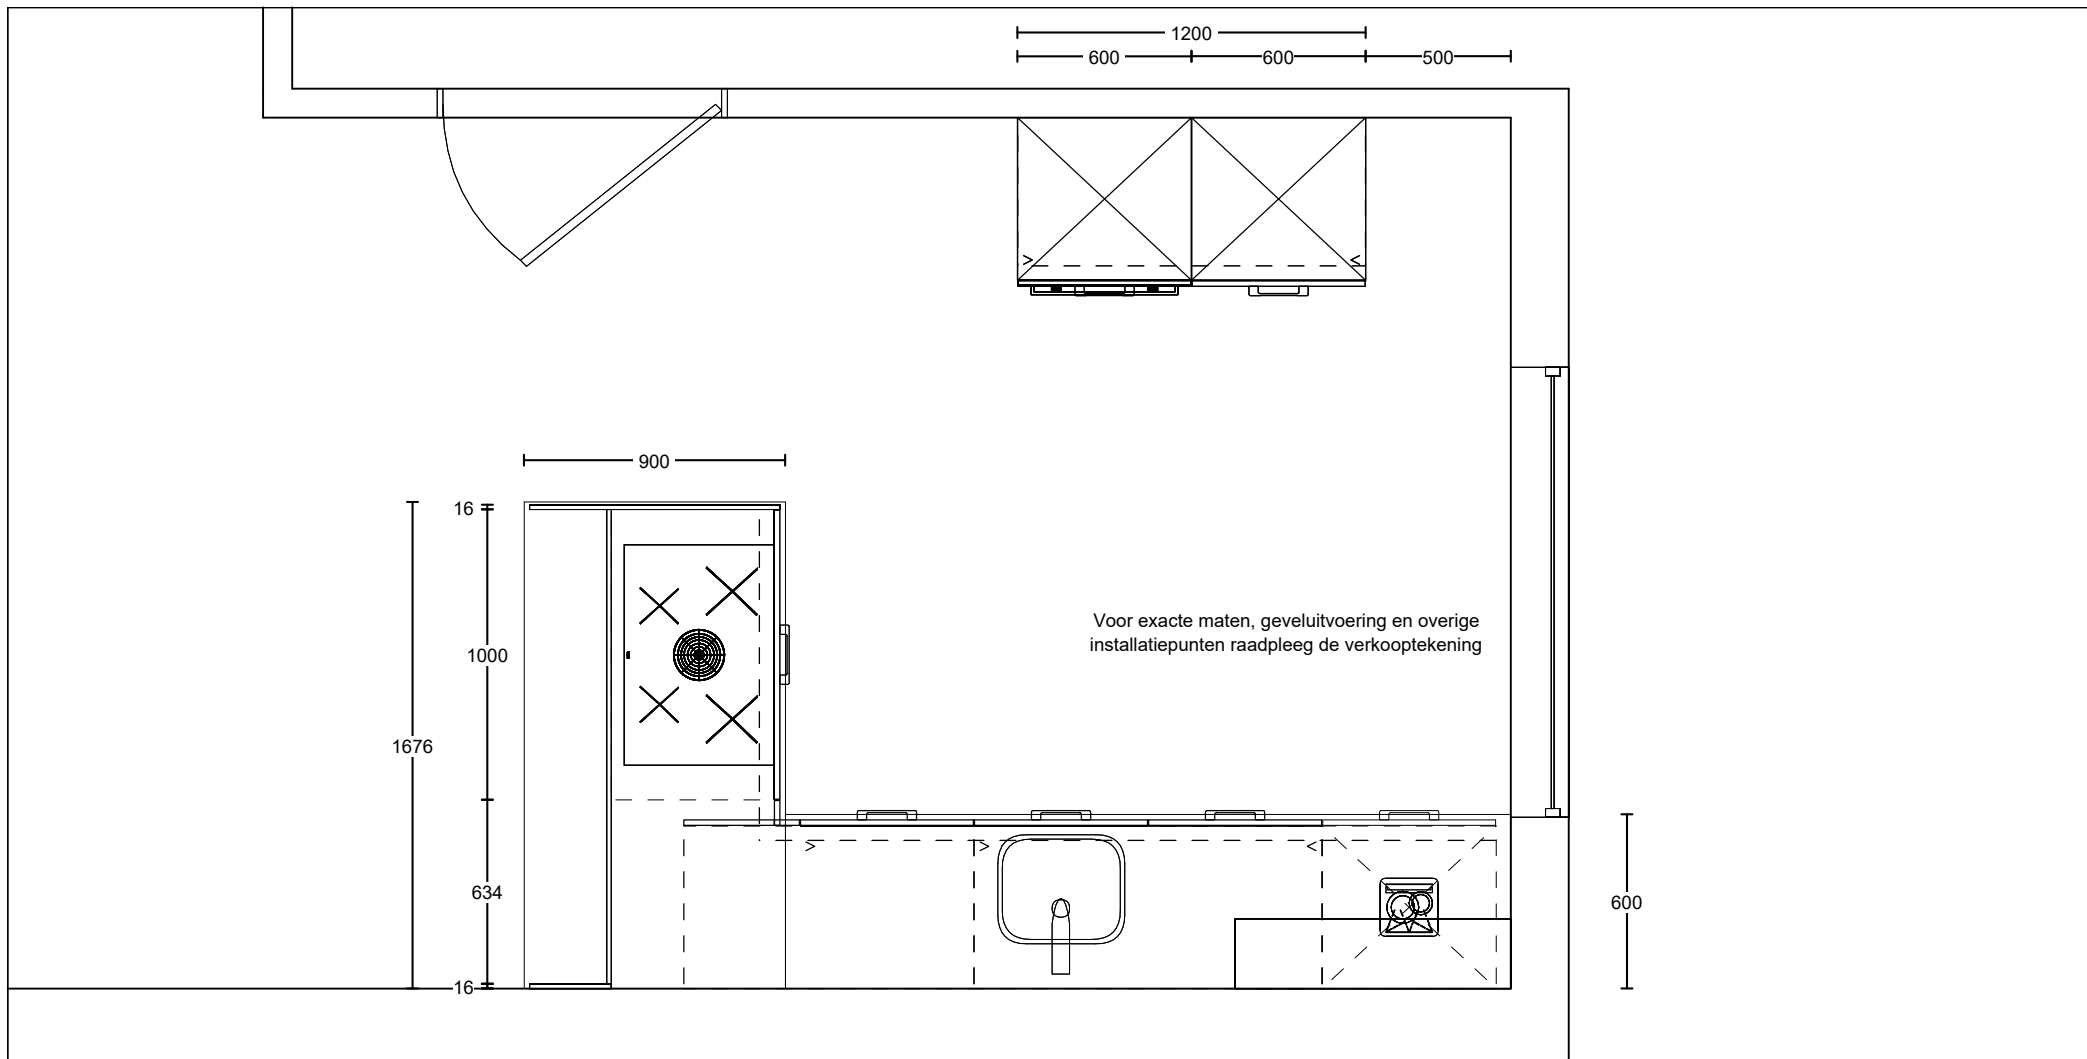 1200
600 600 500
900
16
1000
Voor exacte maten, geveluitvoering en overige
installatiepunten raadpleeg de verkooptekening
1676
634
600
16